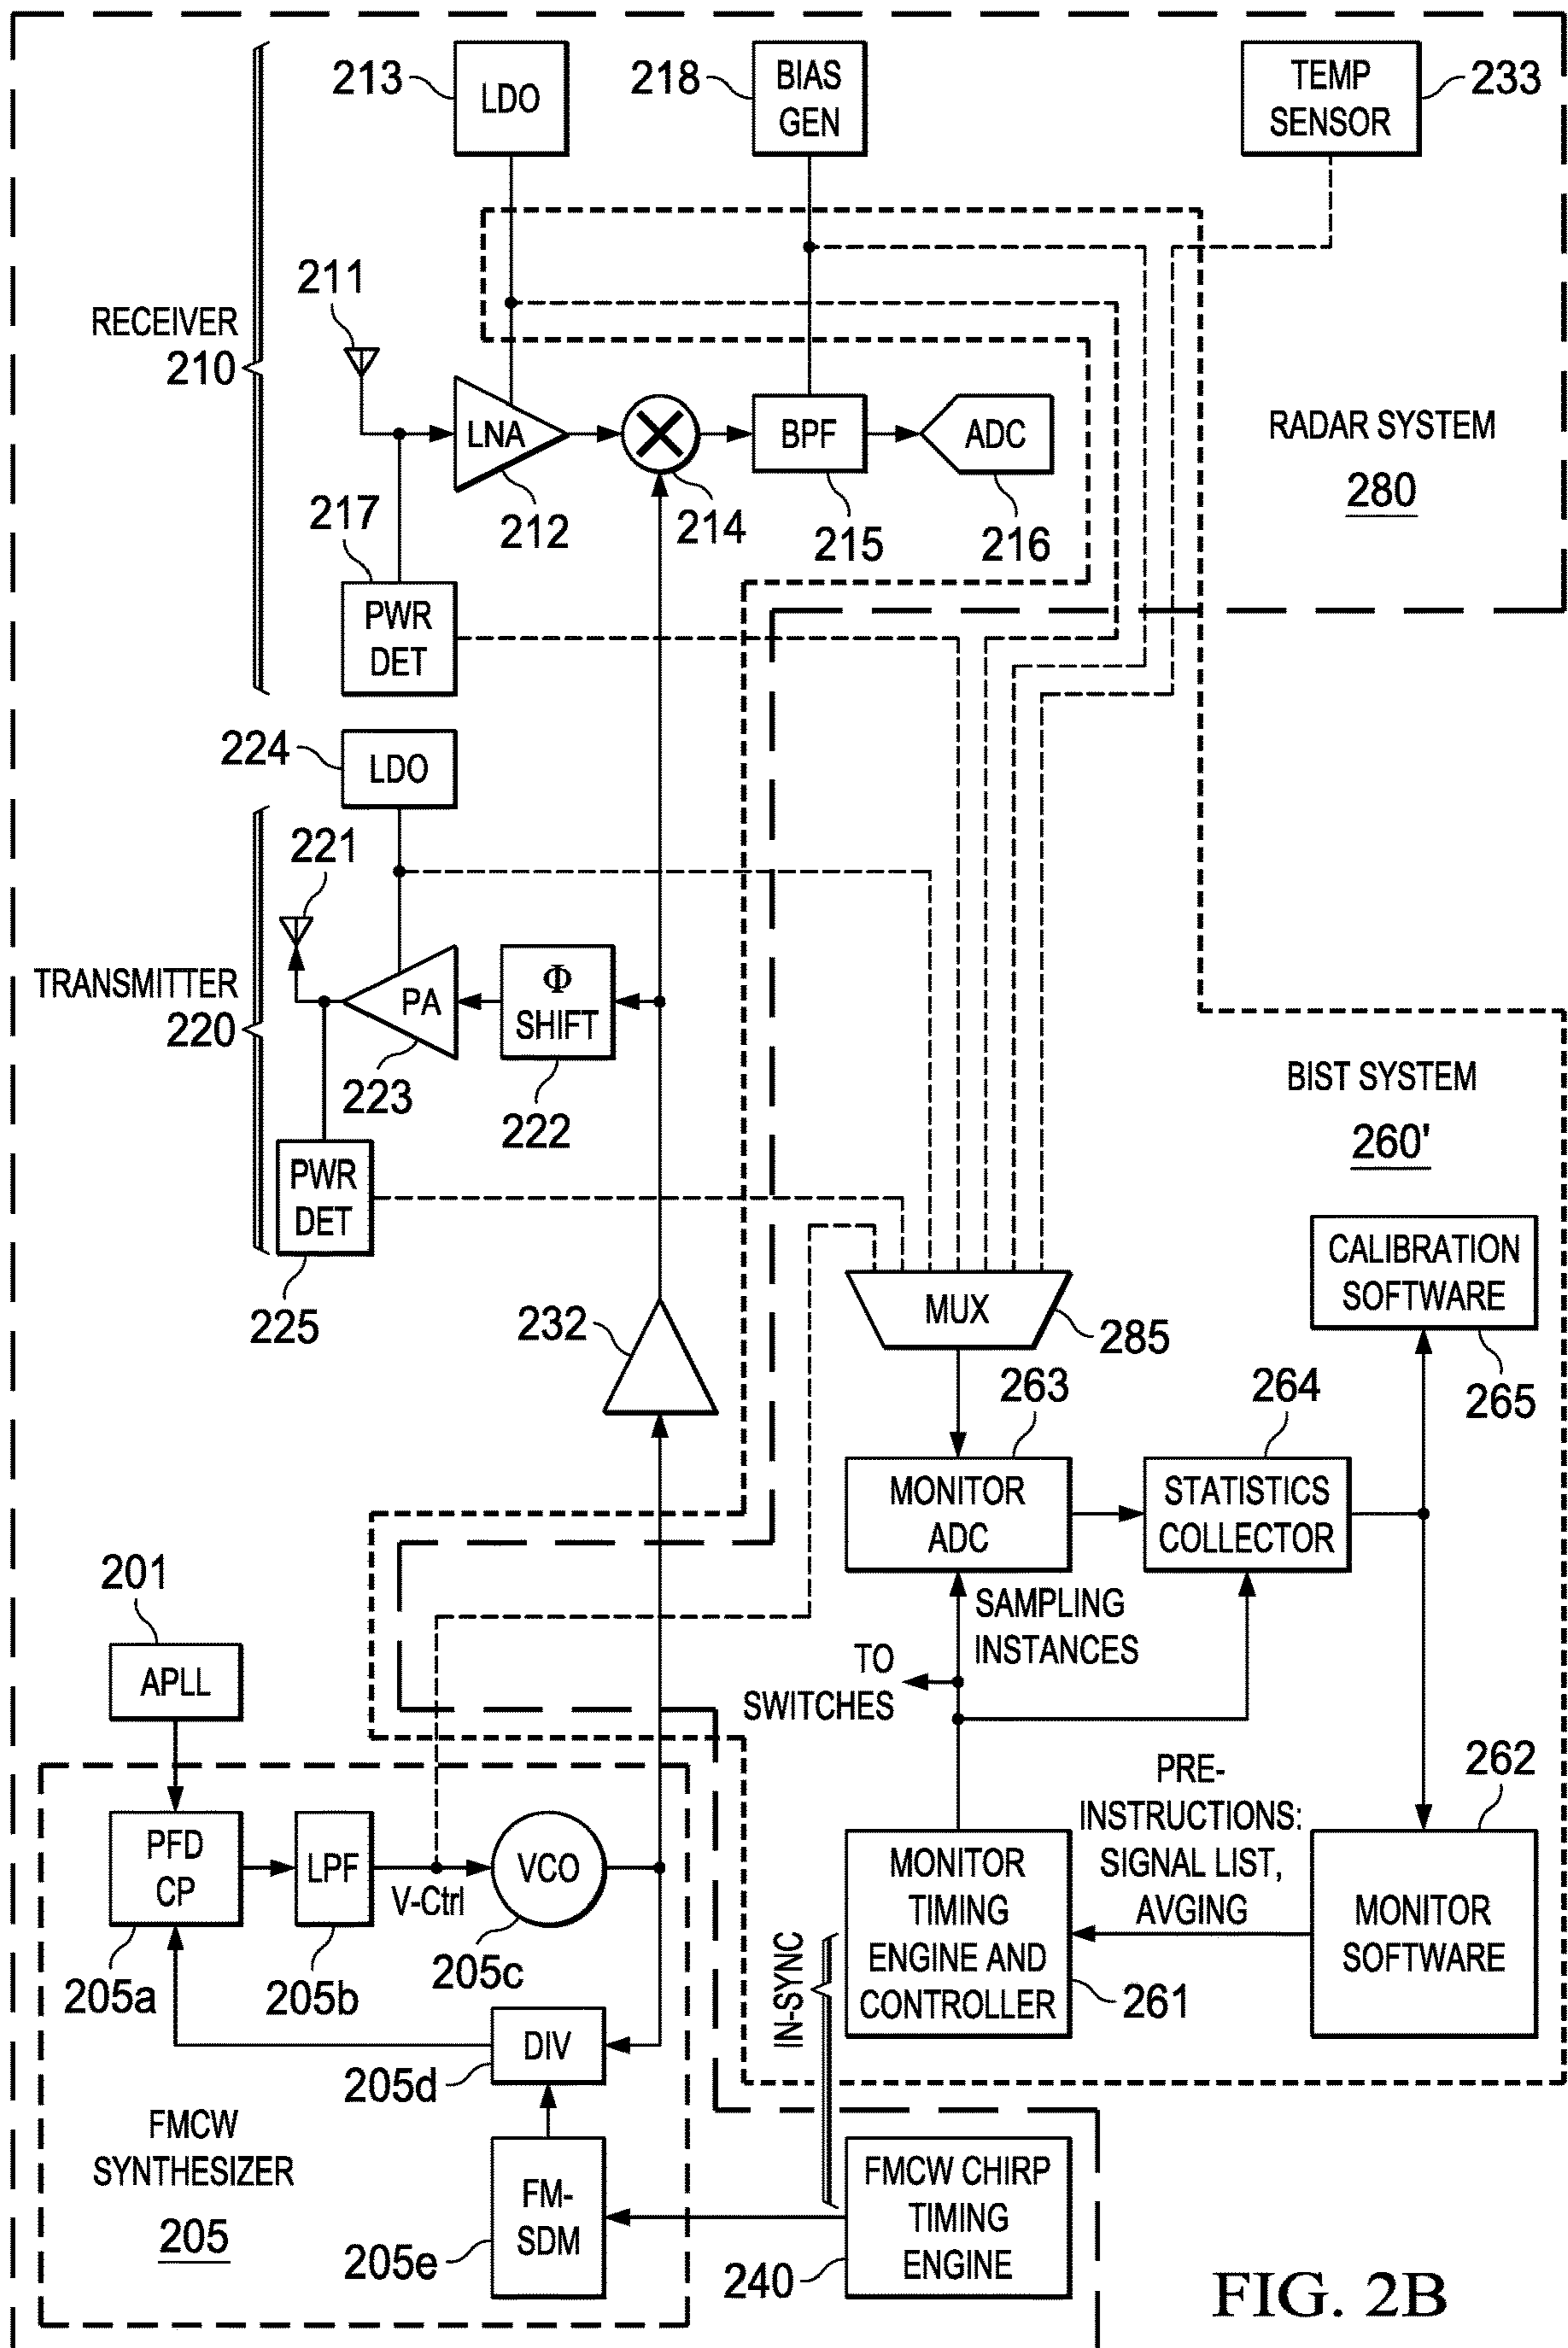 213
LDO
218
BIAS
GEN
TEMP
SENSOR
233
211
RECEIVER
210
LNA
212
214
BPF
215
ADC
216
RADAR SYSTEM
280
217
PWR
DET
224
LDO
221
TRANSMITTER
220
PA
223
Φ
SHIFT
222
PWR
DET
225
BIST SYSTEM
260'
CALIBRATION
SOFTWARE
265
232
MUX
285
263
MONITOR
ADC
264
STATISTICS
COLLECTOR
SAMPLING
INSTANCES
TO
SWITCHES
201
APLL
PFD
CP
205a
LPF
205b
V-Ctrl
VCO
205c
DIV
205d
FM-
SDM
205e
FMCW
SYNTHESIZER
205
MONITOR
TIMING
ENGINE AND
CONTROLLER
261
PRE-
INSTRUCTIONS:
SIGNAL LIST,
AVGING
262
MONITOR
SOFTWARE
IN-SYNC
FMCW CHIRP
TIMING
ENGINE
240
FIG. 2B